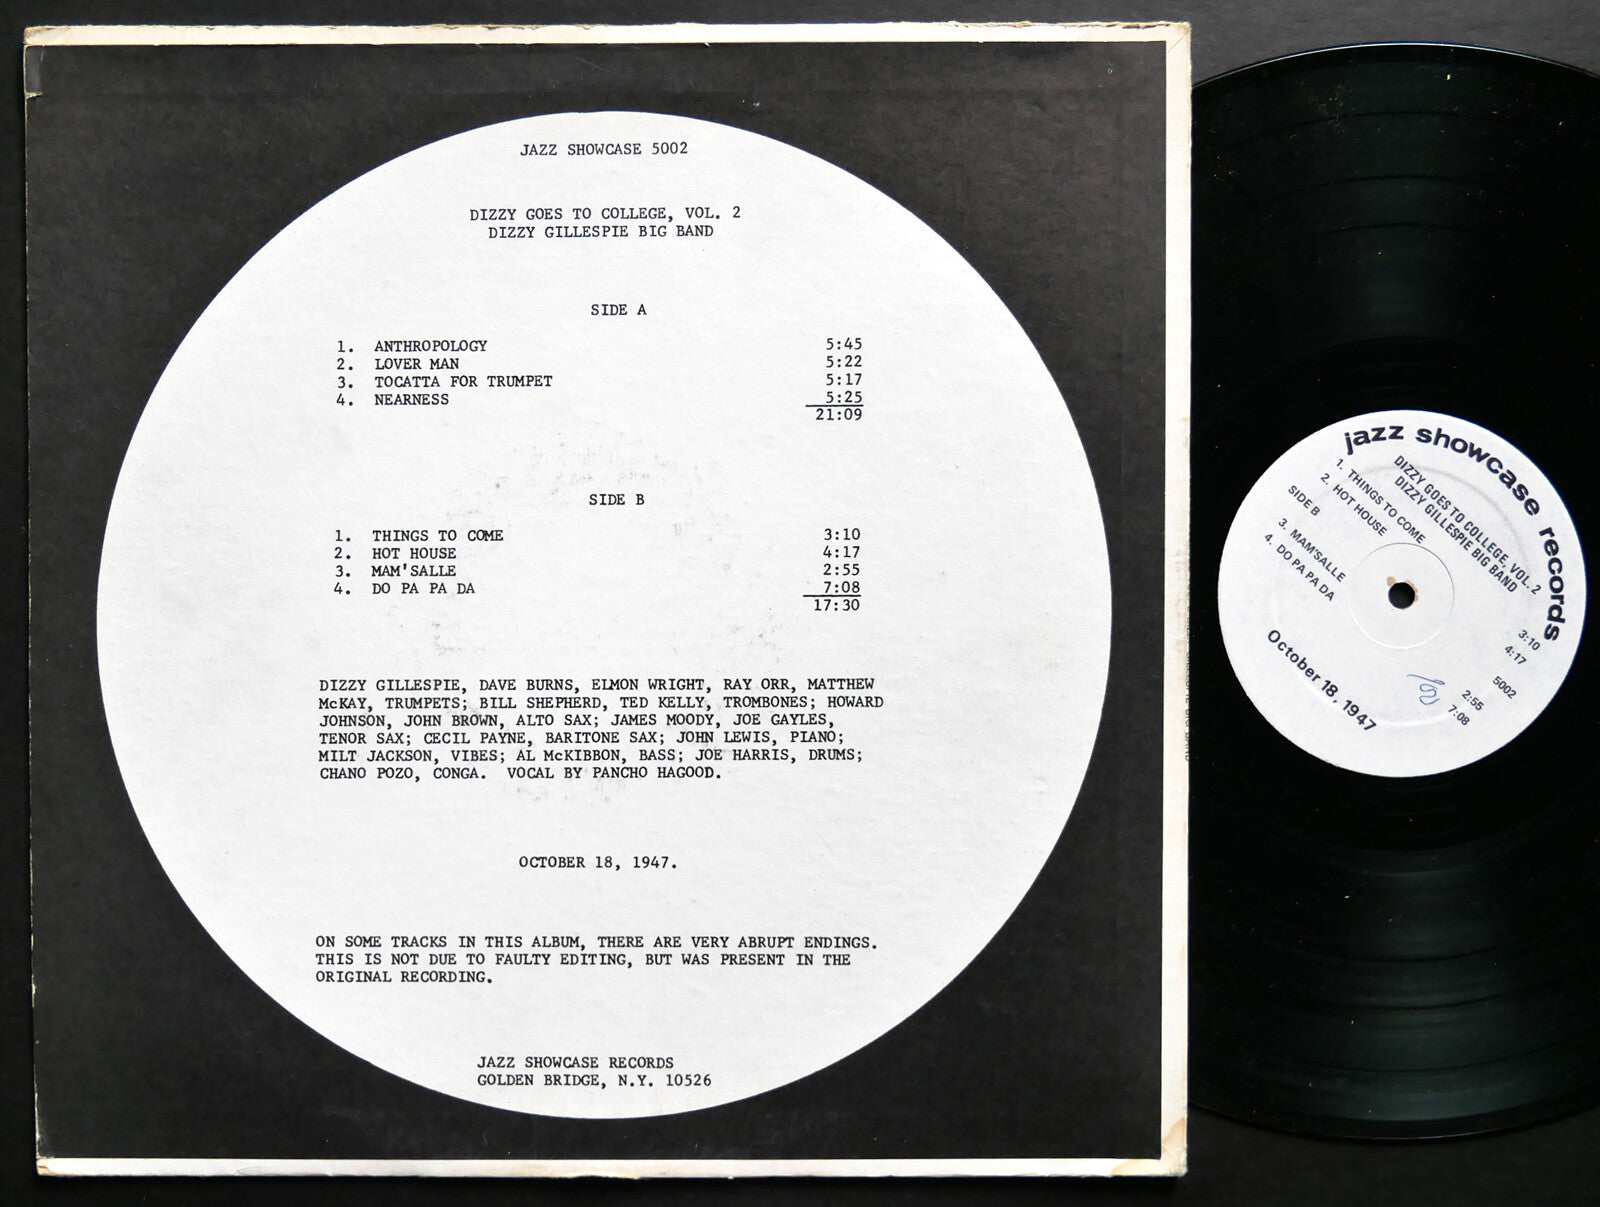 JAZZ SHOWCASE 5002
DIZZY GOES TO COLLEGE, VOL. 2
DIZZY GILLESPIE BIG BAND
SIDE A
1. ANTHROPOLOGY 5:45
2. LOVER MAN 5:22
3. TOCATTA FOR TRUMPET 5:17
4. NEARNESS 5:25
21:09
SIDE B
1. THINGS TO COME 3:10
2. HOT HOUSE 4:17
3. MAM'SALLE 2:55
4. DO PA PA DA 7:08
17:30
DIZZY GILLESPIE, DAVE BURNS, ELMON WRIGHT, RAY ORR, MATTHEW
McKAY, TRUMPETS; BILL SHEPHERD, TED KELLY, TROMBONES; HOWARD
JOHNSON, JOHN BROWN, ALTO SAX; JAMES MOODY, JOE GAYLES,
TENOR SAX; CECIL PAYNE, BARITONE SAX; JOHN LEWIS, PIANO;
MILT JACKSON, VIBES; AL McKIBBON, BASS; JOE HARRIS, DRUMS;
CHANO POZO, CONGA. VOCAL BY PANCHO HAGOOD.
OCTOBER 18, 1947.
ON SOME TRACKS IN THIS ALBUM, THERE ARE VERY ABRUPT ENDINGS.
THIS IS NOT DUE TO FAULTY EDITING, BUT WAS PRESENT IN THE
ORIGINAL RECORDING.
JAZZ SHOWCASE RECORDS
GOLDEN BRIDGE, N.Y. 10526
jazz showcase records
DIZZY GOES TO COLLEGE, VOL. 2
DIZZY GILLESPIE BIG BAND
1. THINGS TO COME 3:10
2. HOT HOUSE 4:17
SIDE B 5002
3. MAM'SALLE 2:55
4. DO PA PA DA 7:08
October 18, 1947